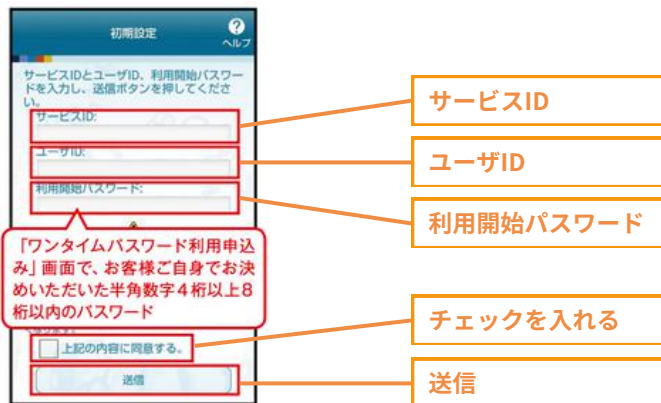 初期設定
?
ヘルプ
サービスIDとユーザID、利用開始パスワー
ドを入力し、送信ボタンを押してくださ
い。
サービスID:
ユーザID:
利用開始パスワード:
「ワンタイムパスワード利用申込
み」画面で、お客様ご自身でお決
めいただいた半角数字4桁以上8
桁以内のパスワード
上記の内容に同意する。
送信
サービスID
ユーザID
利用開始パスワード
チェックを入れる
送信